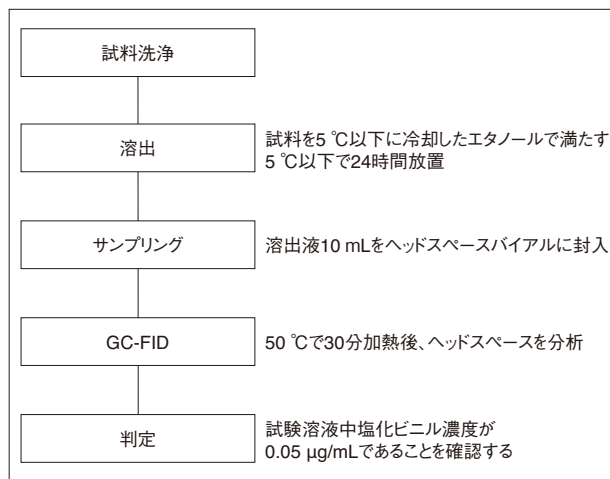 試料洗浄
溶出
試料を5 ℃以下に冷却したエタノールで満たす
5 ℃以下で24時間放置
サンプリング
溶出液10 mLをヘッドスペースバイアルに封入
GC-FID
50 ℃で30分加熱後、ヘッドスペースを分析
判定
試験溶液中塩化ビニル濃度が
0.05 µg/mLであることを確認する